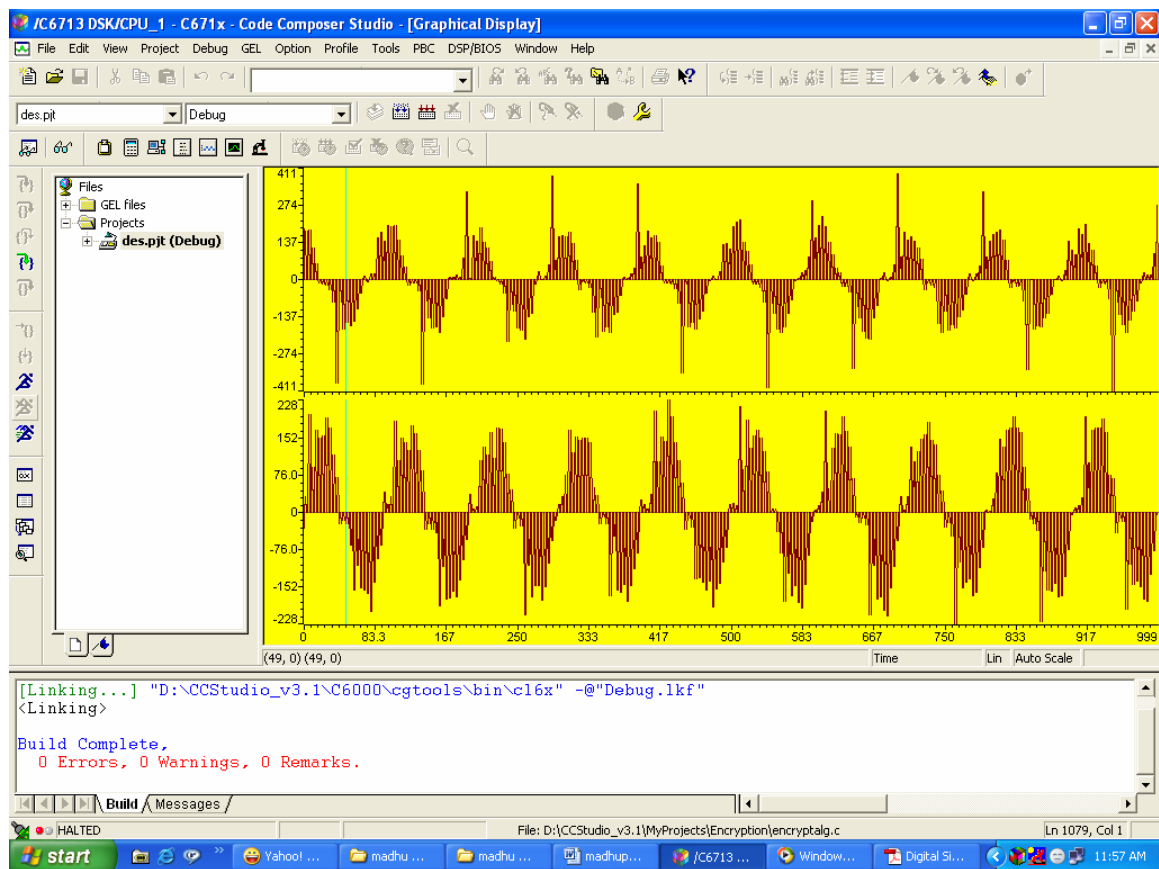 /C6713 DSK/CPU_1 - C671x - Code Composer Studio - [Graphical Display]
File Edit View Project Debug GEL Option Profile Tools PBC DSP/BIOS Window Help
des.pjt Debug
Files
GEL files
Projects
des.pjt (Debug)
411
274
137
0
-137
-274
-411
228
152
76.0
0
-76.0
-152
-228
0 83.3 167 250 333 417 500 583 667 750 833 917 999
(49, 0) (49, 0) Time Lin Auto Scale
[Linking...] "D:\CCStudio_v3.1\C6000\cgtools\bin\cl6x" -@"Debug.lkf"
<Linking>
Build Complete,
0 Errors, 0 Warnings, 0 Remarks.
Build Messages
HALTED File: D:\CCStudio_v3.1\MyProjects\Encryption\encryptalg.c Ln 1079, Col 1
start Yahoo! ... madhu ... madhu ... madhup... /C6713 ... Window... Digital Si... 11:57 AM